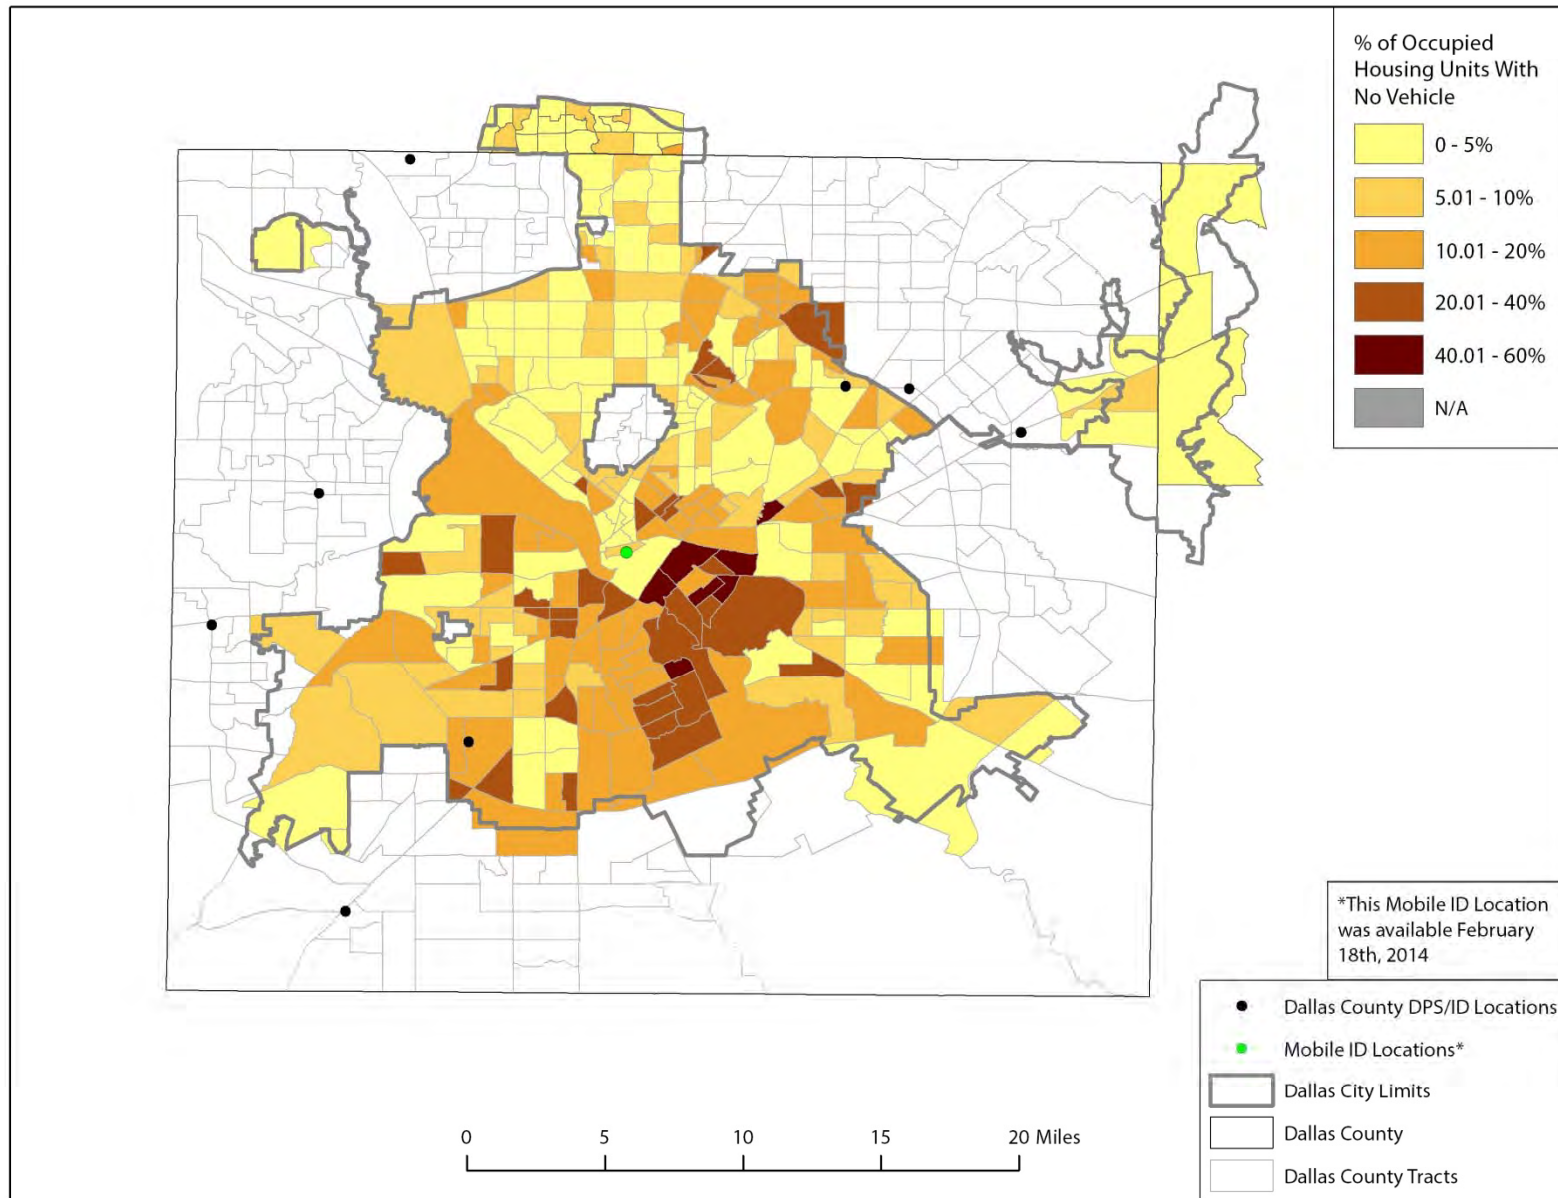 % of Occupied
Housing Units With
No Vehicle
0 - 5%
5.01 - 10%
10.01 - 20%
20.01 - 40%
40.01 - 60%
N/A
*This Mobile ID Location
was available February
18th, 2014
Dallas County DPS/ID Locations
Mobile ID Locations*
Dallas City Limits
Dallas County
Dallas County Tracts
0 5 10 15 20 Miles